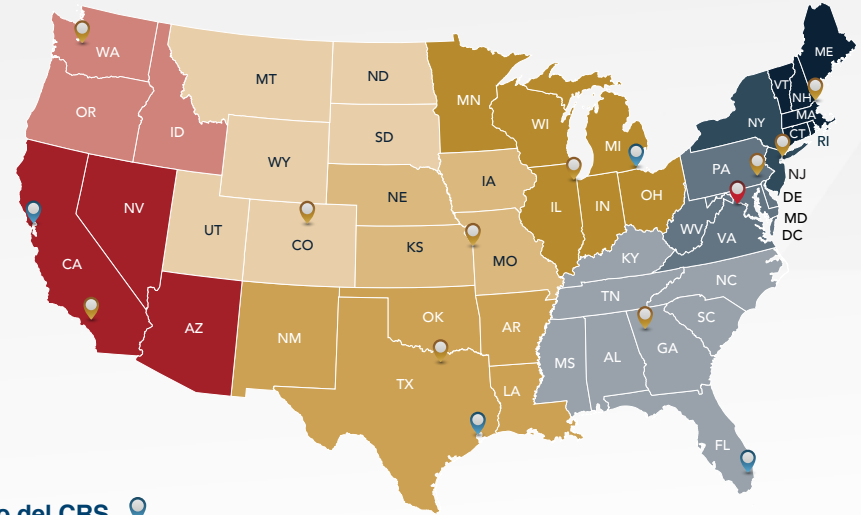 WA
OR
ID
MT
ND
SD
WY
NE
UT
CO
KS
CA
NV
AZ
NM
OK
TX
AR
LA
MN
IA
MO
WI
MI
IL
IN
OH
KY
TN
MS
AL
GA
SC
NC
FL
WV
VA
PA
NY
VT
NH
ME
MA
CT
RI
NJ
DE
MD
DC
del CRS